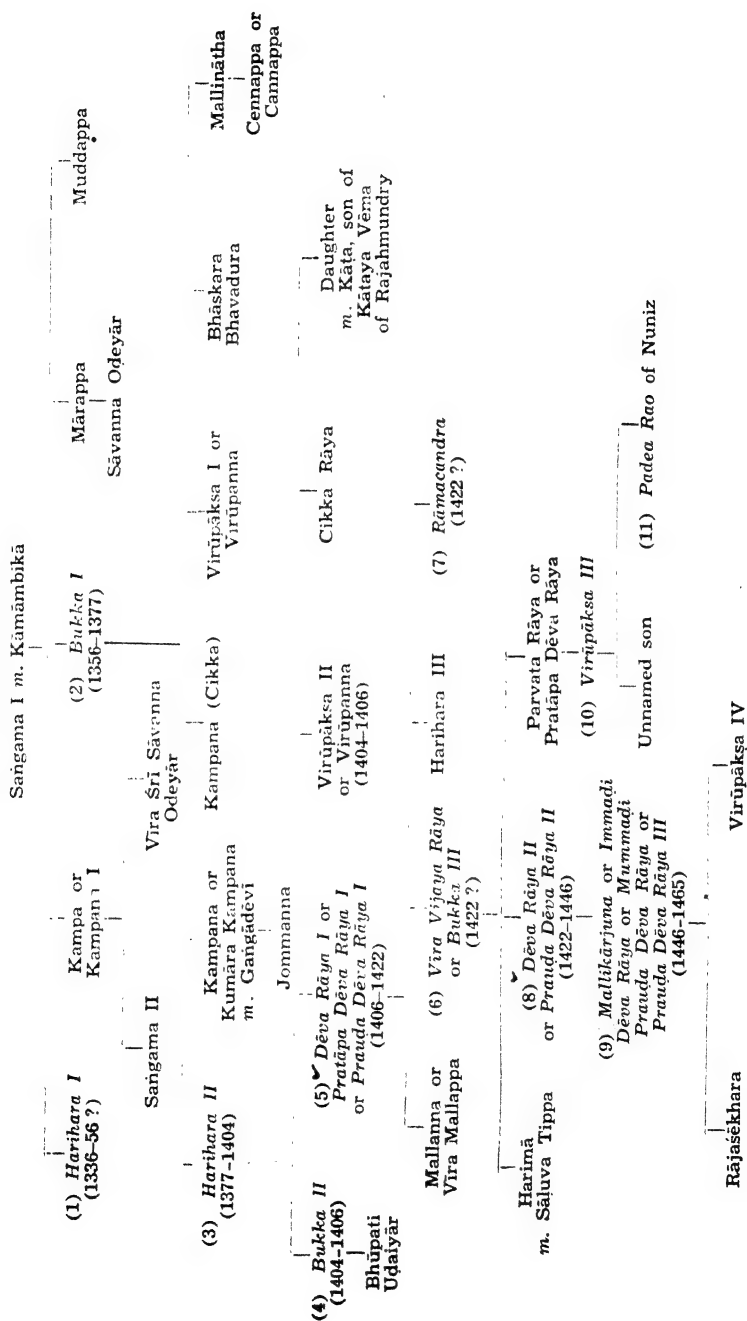 Saṅgama I m. Kāmāmbikā
(1) Harihara I
(1336–56 ?)
Kampa or
Kampana I
(2) Bukka I
(1356–1377)
Mārappa
Sāvanna Oḍeyār
Muddappa
Saṅgama II
Vīra Śrī Sāvanna
Odeyār
(3) Harihara II
(1377–1404)
Kampana or
Kumāra Kampana
m. Gaṅgādēvī
Jommanna
Kampana (Cikka)
Virūpākṣa I or
Virūpanna
Bhāskara
Bhavadura
Mallinātha
Cennappa or
Cannappa
(4) Bukka II
(1404–1406)
Bhūpati
Uḍaiyār
(5) Dēva Rāya I or
Pratāpa Dēva Rāya I
or Prauḍa Dēva Rāya I
(1406–1422)
Virūpākṣa II
or Virūpanna
(1404–1406)
Cikka Rāya
Daughter
m. Kāṭa, son of
Kātaya Vēma
of Rajahmundry
Mallanna or
Vīra Mallappa
(6) Vīra Vijaya Rāya
or Bukka III
(1422 ?)
Harihara III
(7) Rāmacandra
(1422 ?)
Harimā
m. Sāḷuva Tippa
(8) Dēva Rāya II
or Prauḍa Dēva Rāya II
(1422–1446)
Parvata Rāya or
Pratāpa Dēva Rāya
(9) Mallikārjuna or Immaḍi
Dēva Rāya or Mummaḍi
Prauḍa Dēva Rāya or
Prauḍa Dēva Rāya III
(1446–1465)
(10) Virūpākṣa III
Unnamed son
(11) Padea Rao of Nuniz
Rājaśēkhara
Virūpākṣa IV